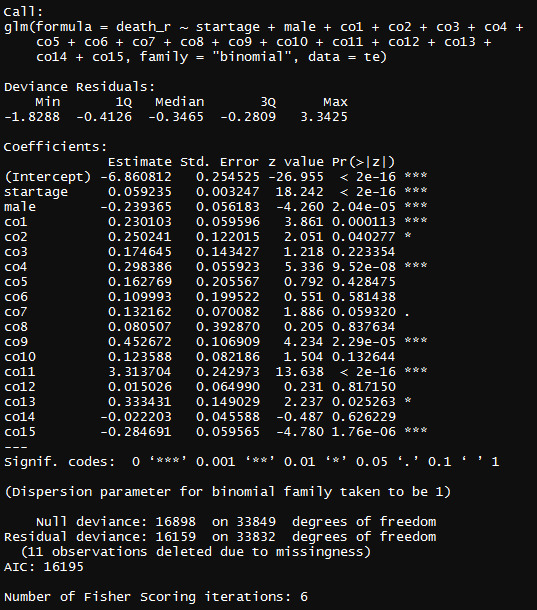 Call:
glm(formula = death_r ~ startage + male + co1 + co2 + co3 + co4 +
    co5 + co6 + co7 + co8 + co9 + co10 + co11 + co12 + co13 +
    co14 + co15, family = "binomial", data = te)
Deviance Residuals:
    Min       1Q   Median       3Q      Max
-1.8288  -0.4126  -0.3465  -0.2809   3.3425
Coefficients:
             Estimate Std. Error z value Pr(>|z|)
(Intercept) -6.860812   0.254525 -26.955  < 2e-16 ***
startage     0.059235   0.003247  18.242  < 2e-16 ***
male        -0.239365   0.056183  -4.260 2.04e-05 ***
co1          0.230103   0.059596   3.861 0.000113 ***
co2          0.250241   0.122015   2.051 0.040277 *
co3          0.174645   0.143427   1.218 0.223354
co4          0.298386   0.055923   5.336 9.52e-08 ***
co5          0.162769   0.205567   0.792 0.428475
co6          0.109993   0.199522   0.551 0.581438
co7          0.132162   0.070082   1.886 0.059320 .
co8          0.080507   0.392870   0.205 0.837634
co9          0.452672   0.106909   4.234 2.29e-05 ***
co10         0.123588   0.082186   1.504 0.132644
co11         3.313704   0.242973  13.638  < 2e-16 ***
co12         0.015026   0.064990   0.231 0.817150
co13         0.333431   0.149029   2.237 0.025263 *
co14        -0.022203   0.045588  -0.487 0.626229
co15        -0.284691   0.059565  -4.780 1.76e-06 ***
---
Signif. codes:  0 ‘***’ 0.001 ‘**’ 0.01 ‘*’ 0.05 ‘.’ 0.1 ‘ ’ 1
(Dispersion parameter for binomial family taken to be 1)
    Null deviance: 16898  on 33849  degrees of freedom
Residual deviance: 16159  on 33832  degrees of freedom
  (11 observations deleted due to missingness)
AIC: 16195
Number of Fisher Scoring iterations: 6